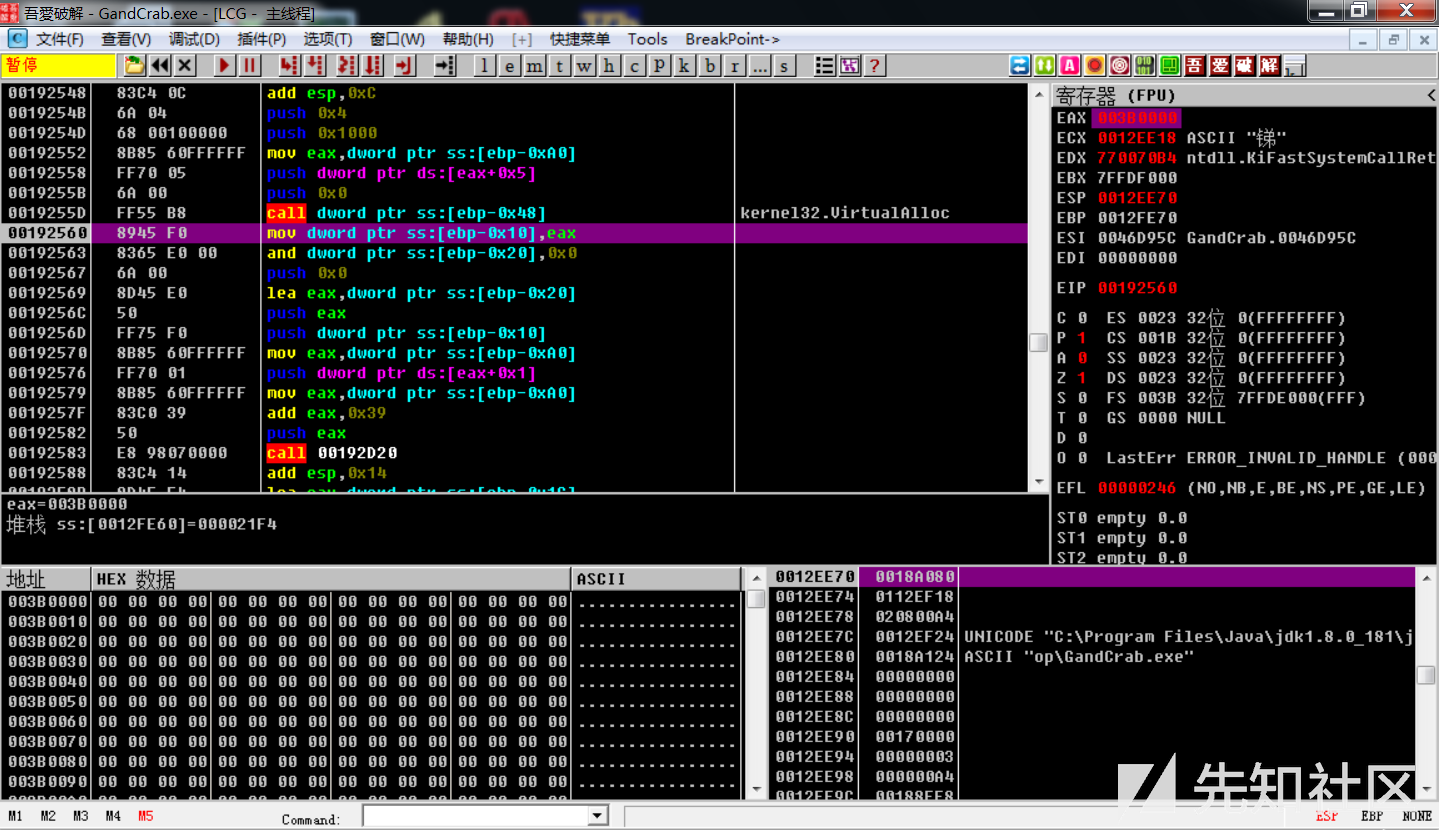 吾爱破解 - GandCrab.exe - [LCG - 主线程]
C 文件(F) 查看(V) 调试(D) 插件(P) 选项(T) 窗口(W) 帮助(H) [+] 快捷菜单 Tools BreakPoint->
暂停 l e m t w h c P k b r ... s ? 吾 爱 破 解
00192548 83C4 0C add esp,0xC
0019254B 6A 04 push 0x4
0019254D 68 00100000 push 0x1000
00192552 8B85 60FFFFFF mov eax,dword ptr ss:[ebp-0xA0]
00192558 FF70 05 push dword ptr ds:[eax+0x5]
0019255B 6A 00 push 0x0
0019255D FF55 B8 call dword ptr ss:[ebp-0x48] kernel32.VirtualAlloc
00192560 8945 F0 mov dword ptr ss:[ebp-0x10],eax
00192563 8365 E0 00 and dword ptr ss:[ebp-0x20],0x0
00192567 6A 00 push 0x0
00192569 8D45 E0 lea eax,dword ptr ss:[ebp-0x20]
0019256C 50 push eax
0019256D FF75 F0 push dword ptr ss:[ebp-0x10]
00192570 8B85 60FFFFFF mov eax,dword ptr ss:[ebp-0xA0]
00192576 FF70 01 push dword ptr ds:[eax+0x1]
00192579 8B85 60FFFFFF mov eax,dword ptr ss:[ebp-0xA0]
0019257F 83C0 39 add eax,0x39
00192582 50 push eax
00192583 E8 98070000 call 00192D20
00192588 83C4 14 add esp,0x14
寄存器 (FPU) <
EAX 003B0000
ECX 0012EE18 ASCII "锑"
EDX 770070B4 ntdll.KiFastSystemCallRet
EBX 7FFDF000
ESP 0012EE70
EBP 0012FE70
ESI 0046D95C GandCrab.0046D95C
EDI 00000000
EIP 00192560
C 0 ES 0023 32位 0(FFFFFFFF)
P 1 CS 001B 32位 0(FFFFFFFF)
A 0 SS 0023 32位 0(FFFFFFFF)
Z 1 DS 0023 32位 0(FFFFFFFF)
S 0 FS 003B 32位 7FFDE000(FFF)
T 0 GS 0000 NULL
D 0
O 0 LastErr ERROR_INVALID_HANDLE (000
EFL 00000246 (NO,NB,E,BE,NS,PE,GE,LE)
ST0 empty 0.0
ST1 empty 0.0
ST2 empty 0.0
eax=003B0000
堆栈 ss:[0012FE60]=000021F4
地址 HEX 数据 ASCII
003B0000 00 00 00 00 00 00 00 00 00 00 00 00 00 00 00 00 ................
003B0010 00 00 00 00 00 00 00 00 00 00 00 00 00 00 00 00 ................
003B0020 00 00 00 00 00 00 00 00 00 00 00 00 00 00 00 00 ................
003B0030 00 00 00 00 00 00 00 00 00 00 00 00 00 00 00 00 ................
003B0040 00 00 00 00 00 00 00 00 00 00 00 00 00 00 00 00 ................
003B0050 00 00 00 00 00 00 00 00 00 00 00 00 00 00 00 00 ................
003B0060 00 00 00 00 00 00 00 00 00 00 00 00 00 00 00 00 ................
003B0070 00 00 00 00 00 00 00 00 00 00 00 00 00 00 00 00 ................
003B0080 00 00 00 00 00 00 00 00 00 00 00 00 00 00 00 00 ................
003B0090 00 00 00 00 00 00 00 00 00 00 00 00 00 00 00 00 ................
0012EE70 0018A080
0012EE74 0112EF18
0012EE78 020800A4
0012EE7C 0012EF24 UNICODE "C:\Program Files\Java\jdk1.8.0_181\j
0012EE80 0018A124 ASCII "op\GandCrab.exe"
0012EE84 00000000
0012EE88 00000000
0012EE8C 00000000
0012EE90 00170000
0012EE94 00000003
0012EE98 000000A4
0012EE9C 00188EE8
先知社区
M1 M2 M3 M4 M5 Command: ESP EBP NONE